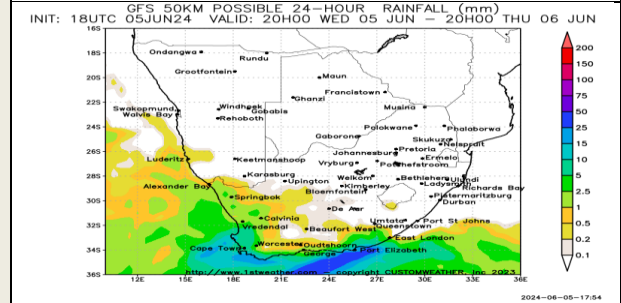 GFS 50KM POSSIBLE 24-HOUR RAINFALL (mm)
INIT: 18UTC 05JUN24 VALID: 20H00 WED 05 JUN - 20H00 THU 06 JUN
16S
Ondangwa
Rundu
200
Grootfontein
150
20S
Maun
100
Francistown
Ghanzi
75
22S
Musina
Swakopmund
Windhoek
Gobabis
50
Walvis Bay
Rehoboth
24S
Polokwane
Phalaborwa
25
Gaborone
Skukuza
Nelspruit
15
26S
Johannesburg
Pretoria
Ermelo
Luderitz
Keetmanshoop
Vryburg
Potchefstroom
10
28S
Karasburg
Upington
Welkom
Bethlehem
Ulundi
5
Alexander Bay
Kimberley
Ladysmith
Richards Bay
Bloemfontein
2.5
30S
Springbok
Pietermaritzburg
Durban
De Aar
1
Calvinia
Umtata
Port St Johns
0.5
32S
Vredendal
Beaufort West
Queenstown
East London
0.2
34S
Cape Town
Worcester
Oudtshoorn
George
Port Elizabeth
0.1
36S
http://www.1stweather.com - copyright CUSTOMWEATHER, inc 2023
12E 15E 18E 21E 24E 27E 30E 33E 36E
2024-06-05-17:54